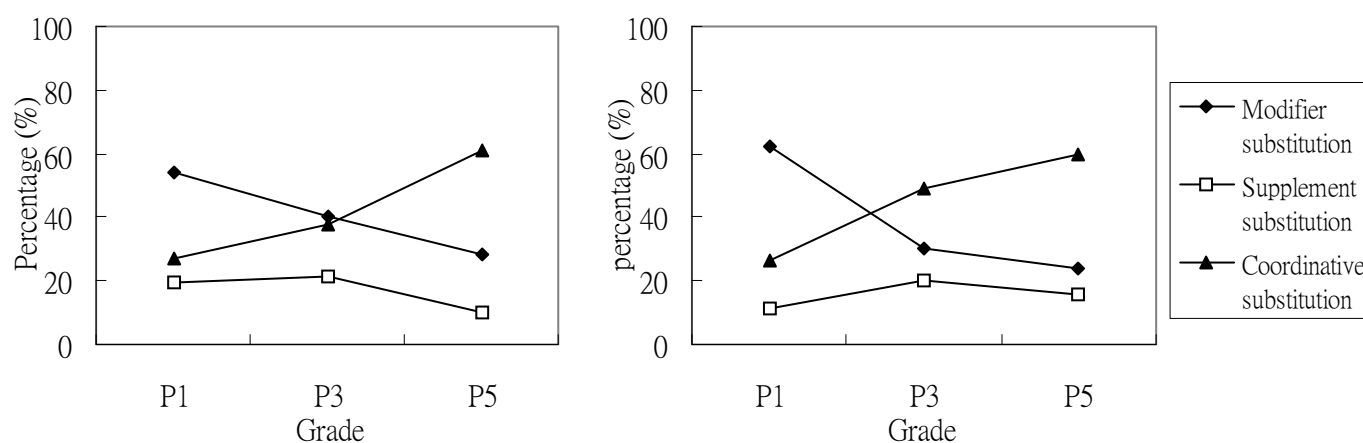 100
80
60
40
20
0
Percentage (%)
P1 P3 P5
Grade
100
80
60
40
20
0
percentage (%)
P1 P3 P5
Grade
Modifier
substitution
Supplement
substitution
Coordinative
substitution